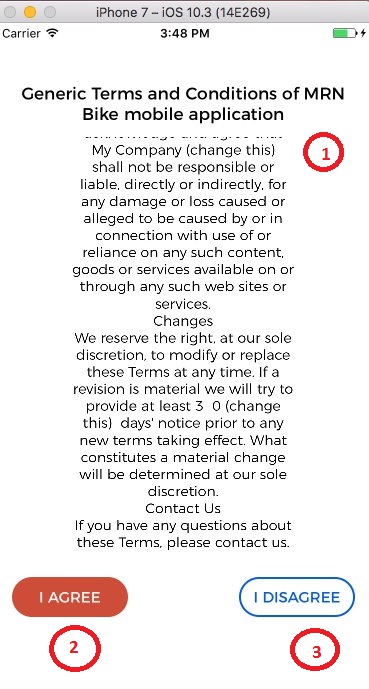 iPhone 7 – iOS 10.3 (14E269)
Carrier 3:48 PM
Generic Terms and Conditions of MRN
Bike mobile application
acknowledge and agree that
My Company (change this)
shall not be responsible or
liable, directly or indirectly, for
any damage or loss caused or
alleged to be caused by or in
connection with use of or
reliance on any such content,
goods or services available on or
through any such web sites or
services.
Changes
We reserve the right, at our sole
discretion, to modify or replace
these Terms at any time. If a
revision is material we will try to
provide at least 3 0 (change
this) days' notice prior to any
new terms taking effect. What
constitutes a material change
will be determined at our sole
discretion.
Contact Us
If you have any questions about
these Terms, please contact us.
1
I AGREE
I DISAGREE
2
3